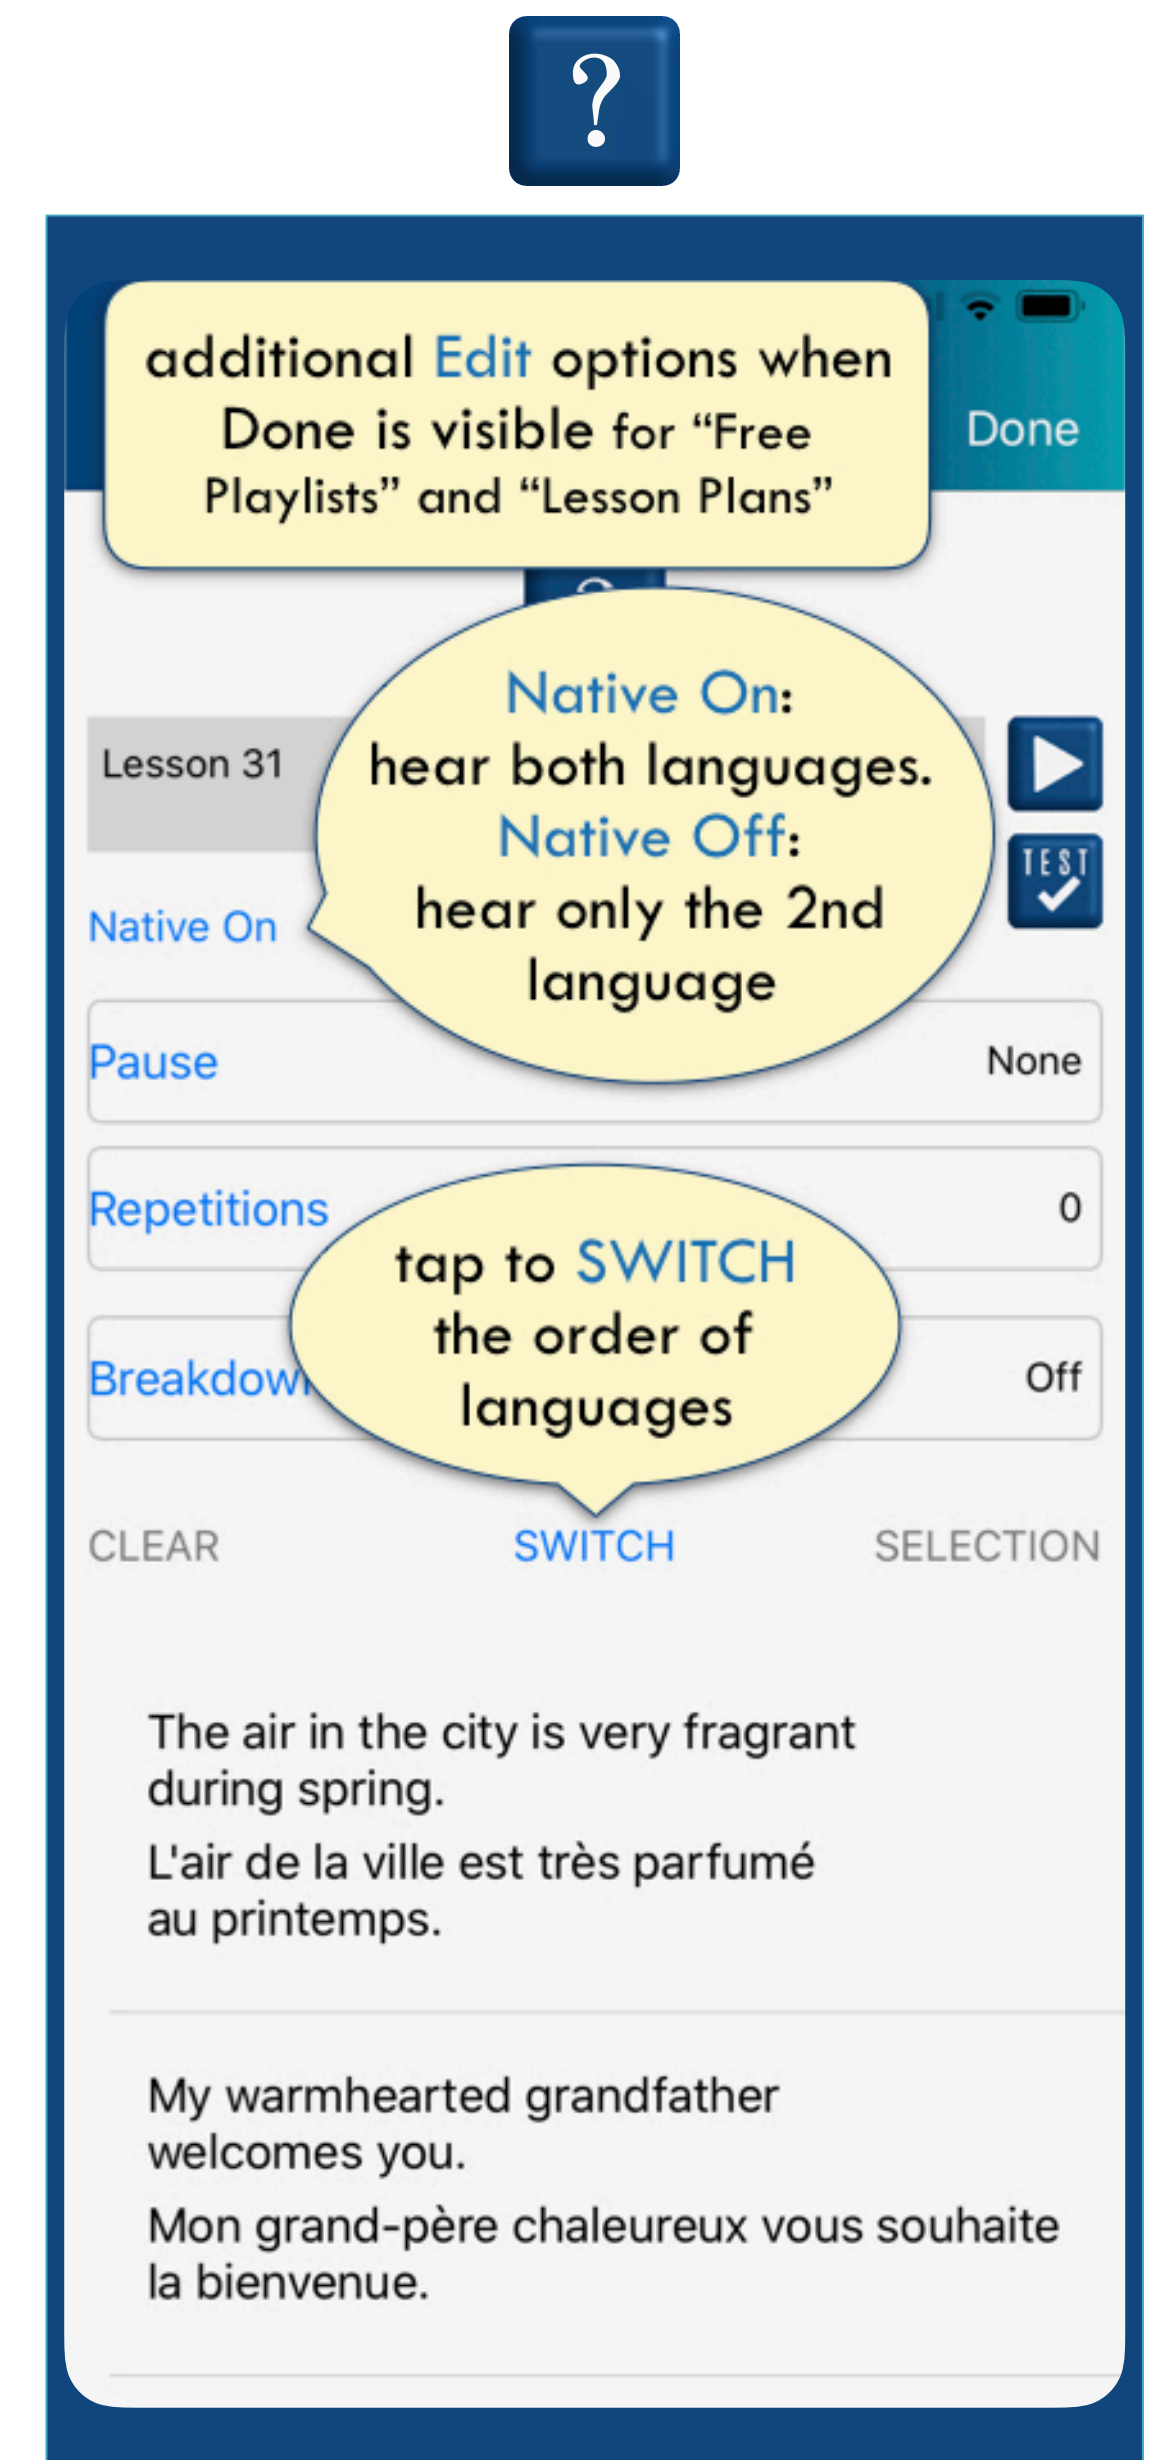 ?
additional Edit options when
Done is visible for “Free
Playlists” and “Lesson Plans”
Done
Native On:
hear both languages.
Native Off:
hear only the 2nd
language
Lesson 31
TEST
Native On
Pause
None
Repetitions
0
tap to SWITCH
the order of
languages
Off
CLEAR
SWITCH
SELECTION
The air in the city is very fragrant
during spring.
L'air de la ville est très parfumé
au printemps.
My warmhearted grandfather
welcomes you.
Mon grand-père chaleureux vous souhaite
la bienvenue.